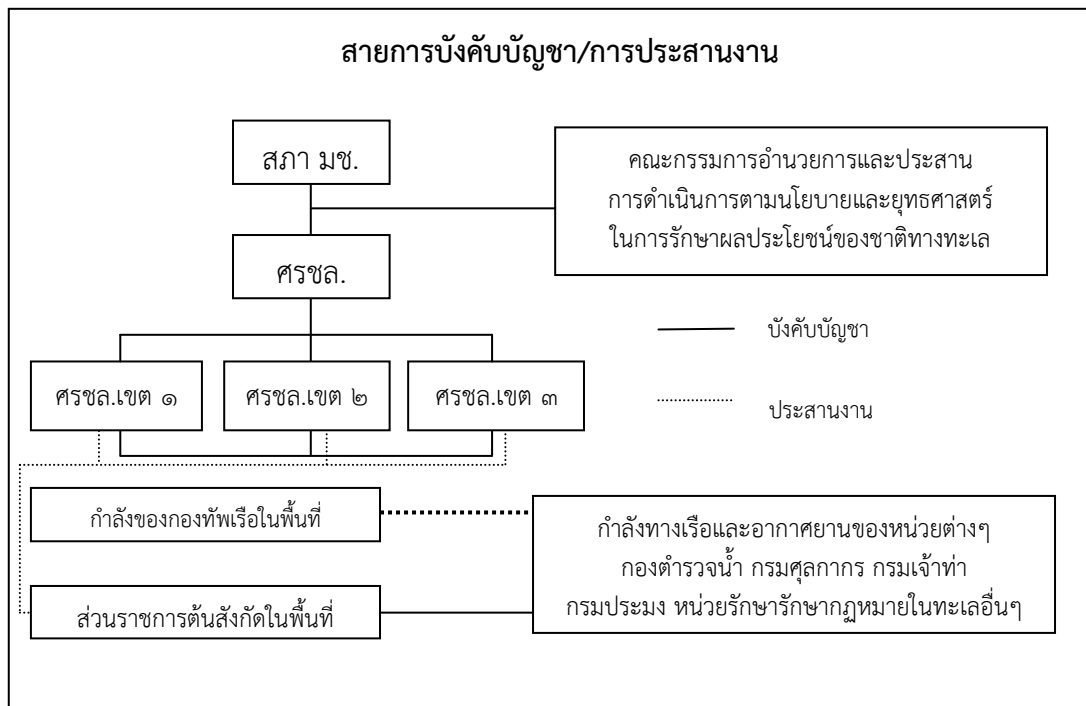 สายการบังคับบัญชา/การประสานงาน
สภา มช.
คณะกรรมการอำนวยการและประสาน
การดำเนินการตามนโยบายและยุทธศาสตร์
ในการรักษาผลประโยชน์ของชาติทางทะเล
ศรชล.
บังคับบัญชา
ศรชล.เขต ๑
ศรชล.เขต ๒
ศรชล.เขต ๓
ประสานงาน
กำลังของกองทัพเรือในพื้นที่
กำลังทางเรือและอากาศยานของหน่วยต่างๆ
กองตำรวจน้ำ กรมศุลกากร กรมเจ้าท่า
กรมประมง หน่วยรักษารักษากฏหมายในทะเลอื่นๆ
ส่วนราชการต้นสังกัดในพื้นที่